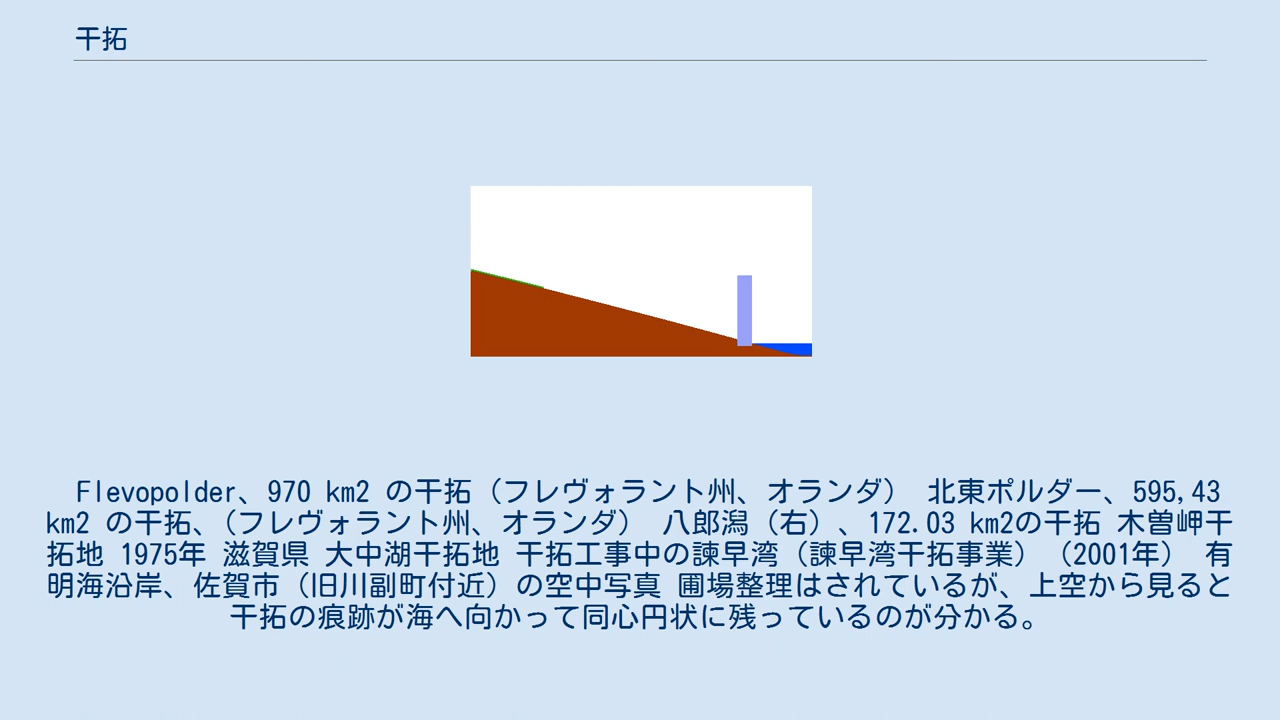 干拓
Flevopolder、970 km2 の干拓（フレヴォラント州、オランダ） 北東ポルダー、595,43
km2 の干拓、（フレヴォラント州、オランダ） 八郎潟（右）、172.03 km2の干拓 木曽岬干
拓地 1975年 滋賀県 大中湖干拓地 干拓工事中の諫早湾（諫早湾干拓事業）（2001年） 有
明海沿岸、佐賀市（旧川副町付近）の空中写真 圃場整理はされているが、上空から見ると
干拓の痕跡が海へ向かって同心円状に残っているのが分かる。